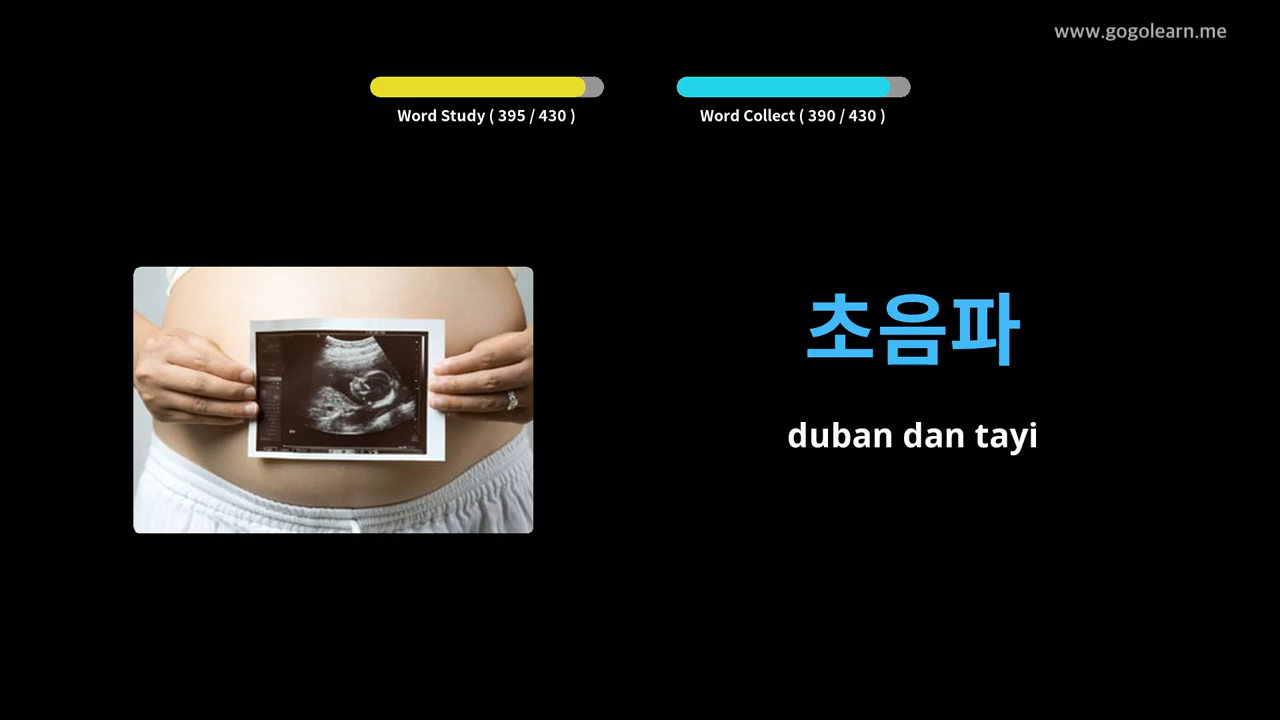 www.gogolearn.me
Word Study ( 395 / 430 )
Word Collect ( 390 / 430 )
초음파
duban dan tayi